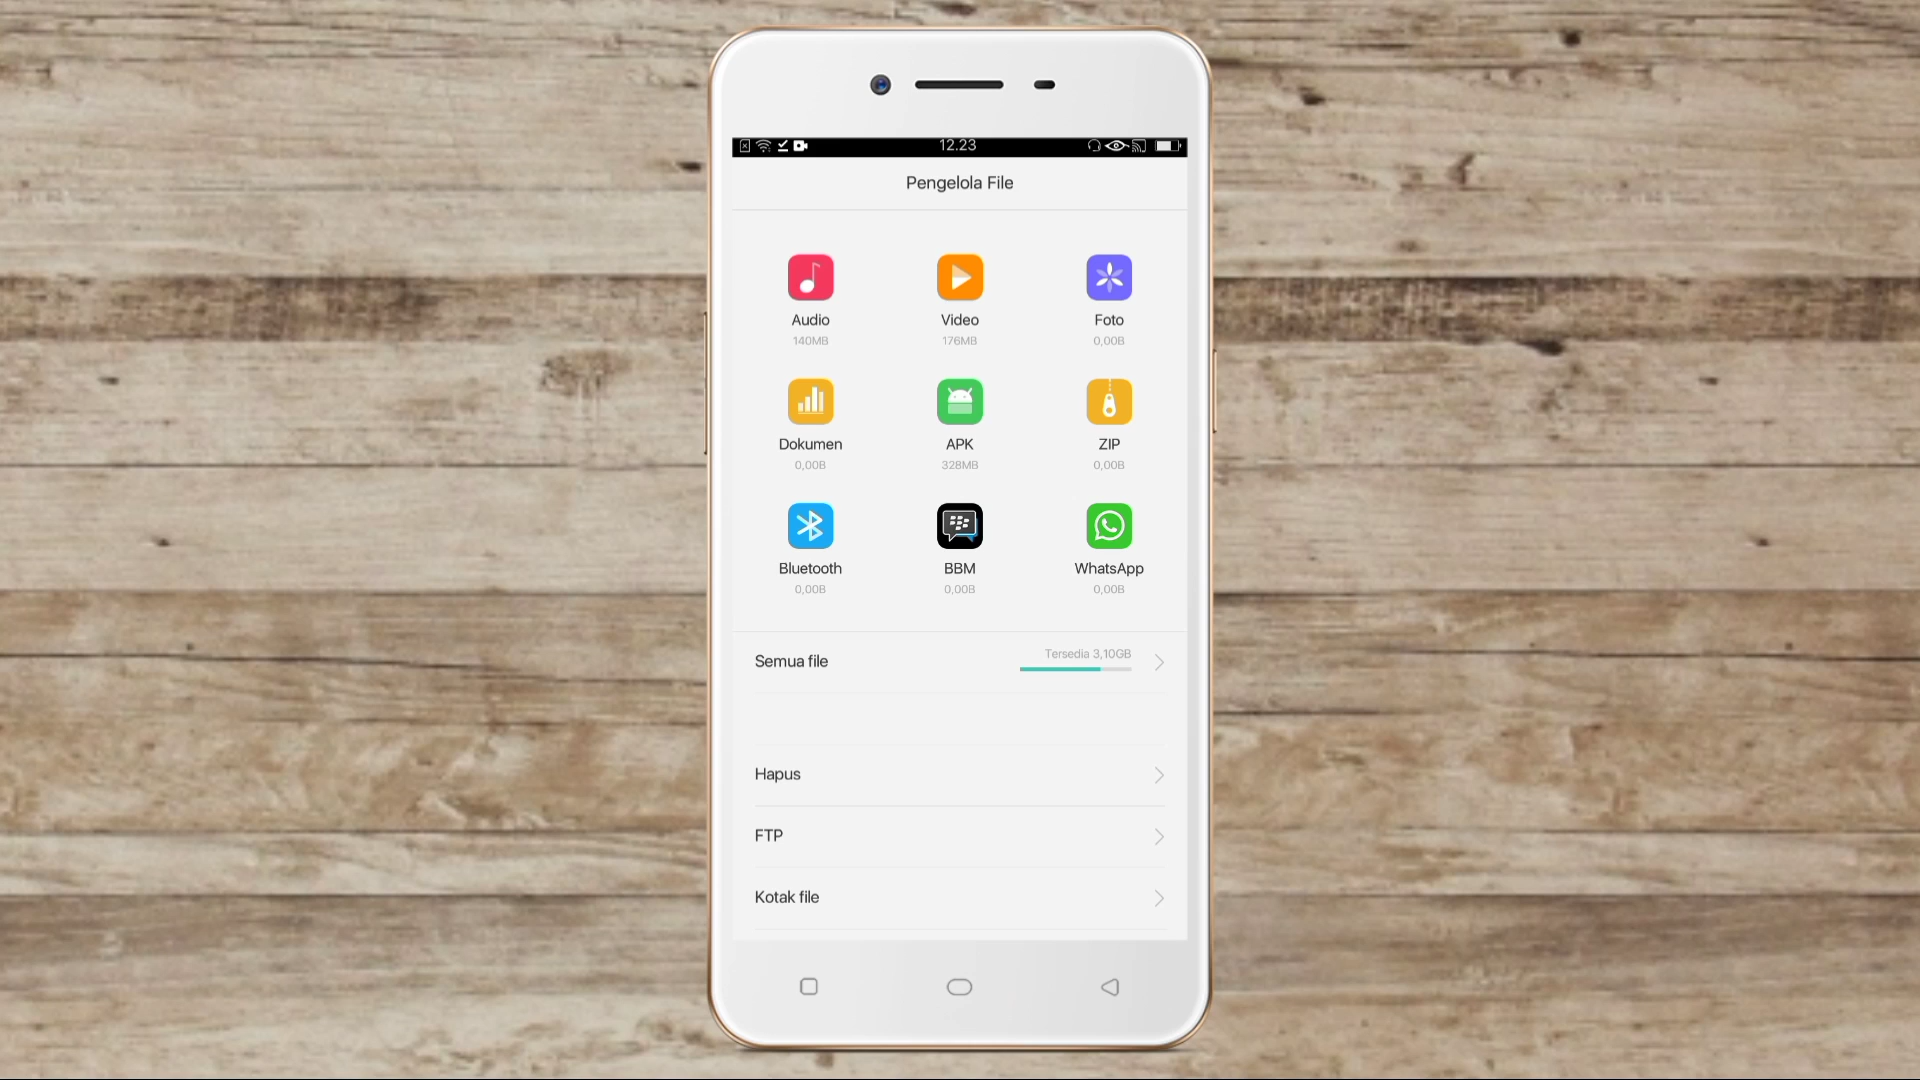 12.23
Pengelola File
Audio
Video
Foto
140MB
176MB
0,00B
Dokumen
APK
ZIP
0,00B
328MB
0,00B
Bluetooth
BBM
WhatsApp
0,00B
0,00B
0,00B
Semua file
Tersedia 3,10GB
Hapus
FTP
Kotak file